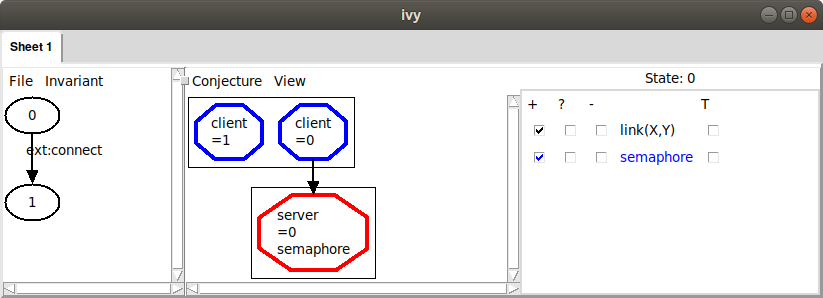 ivy
Sheet 1
File Invariant
0
ext:connect
1
Conjecture View
client
=1
client
=0
server
=0
semaphore
State: 0
+ ? - T
link(X,Y)
semaphore